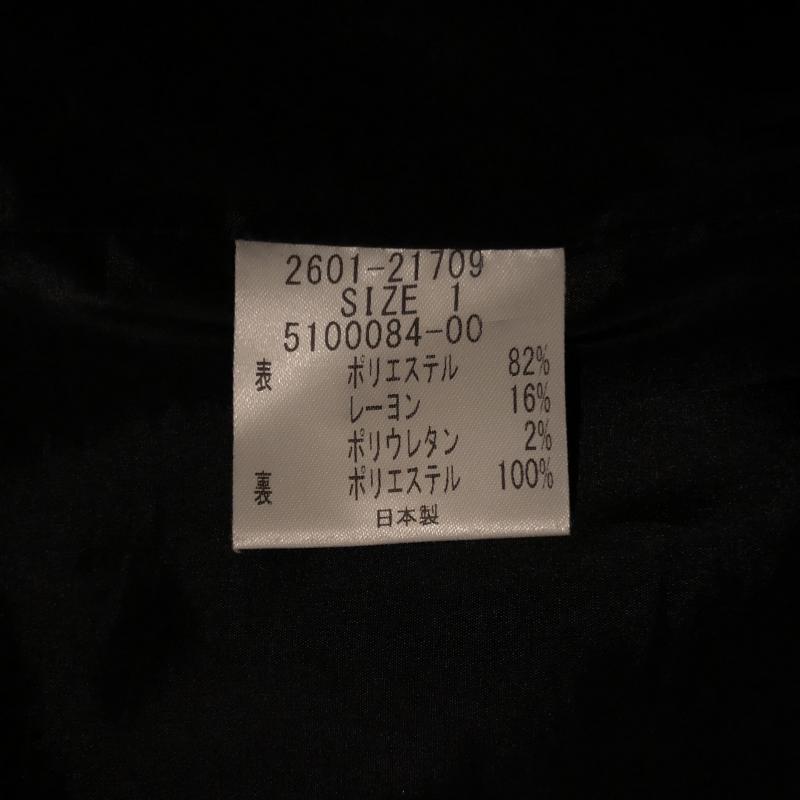 2601-21709
SIZE 1
5100084-00
表 ポリエステル 82%
レーヨン 16%
ポリウレタン 2%
裏 ポリエステル 100%
日本製